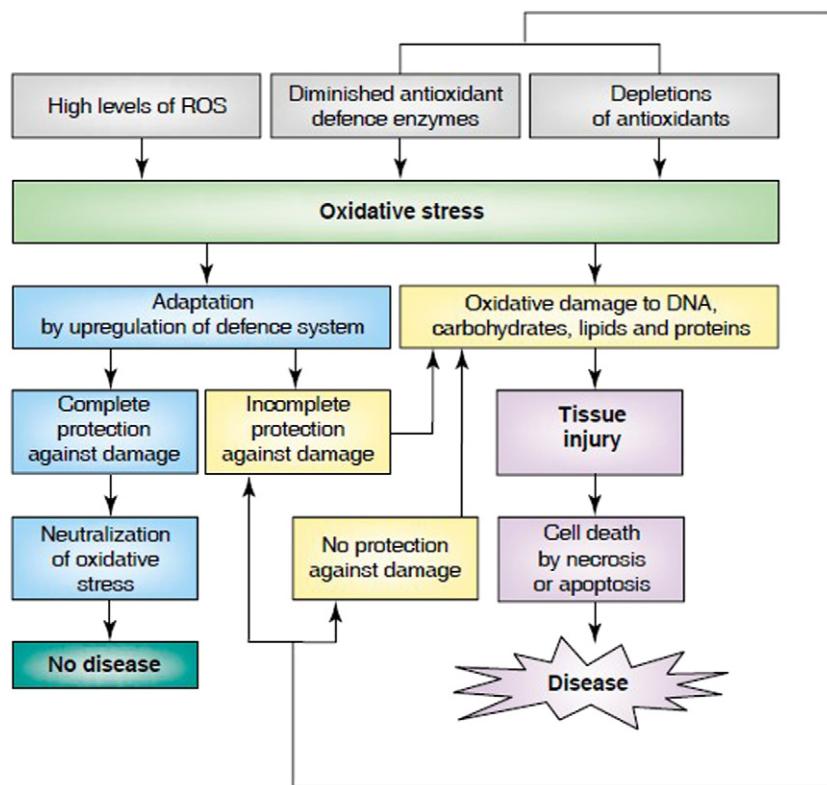 High levels of ROS
Diminished antioxidant
defence enzymes
Depletions
of antioxidants
Oxidative stress
Adaptation
by upregulation of defence system
Oxidative damage to DNA,
carbohydrates, lipids and proteins
Complete
protection
against damage
Incomplete
protection
against damage
Tissue
injury
Neutralization
of oxidative
stress
No protection
against damage
Cell death
by necrosis
or apoptosis
No disease
Disease